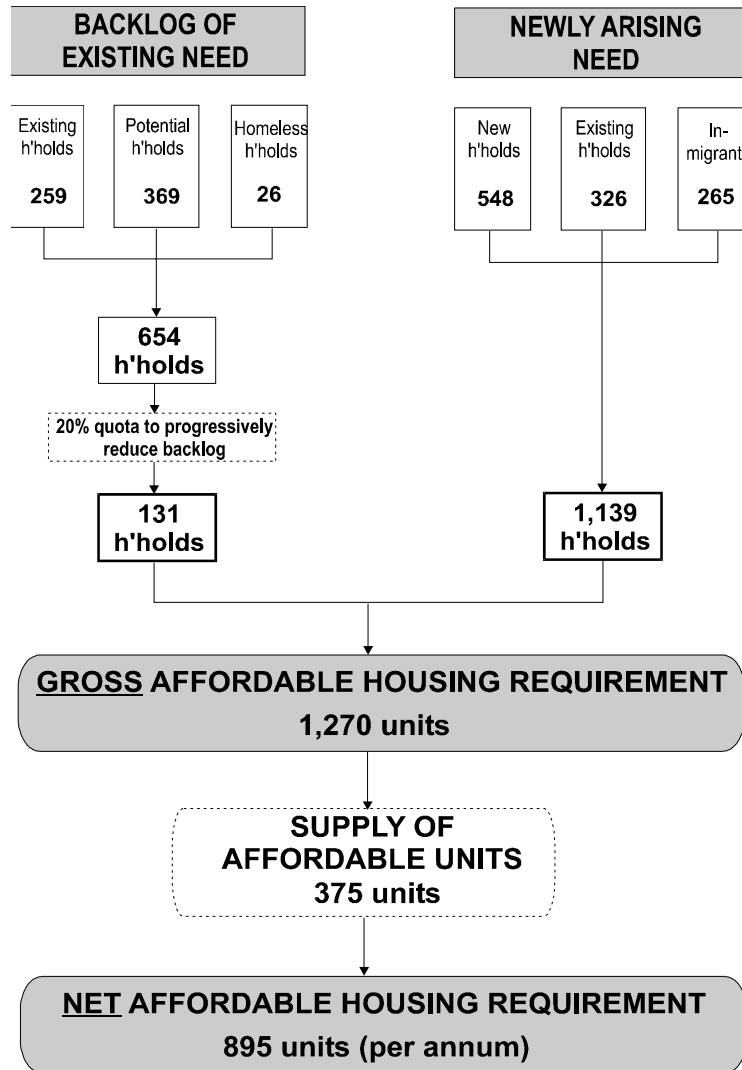 BACKLOG OF
EXISTING NEED
NEWLY ARISING
NEED
Existing
h'holds
259
Potential
h'holds
369
Homeless
h'holds
26
New
h'holds
548
Existing
h'holds
326
In-
migrant
265
654
h'holds
20% quota to progressively
reduce backlog
131
h'holds
1,139
h'holds
GROSS AFFORDABLE HOUSING REQUIREMENT
1,270 units
SUPPLY OF
AFFORDABLE UNITS
375 units
NET AFFORDABLE HOUSING REQUIREMENT
895 units (per annum)